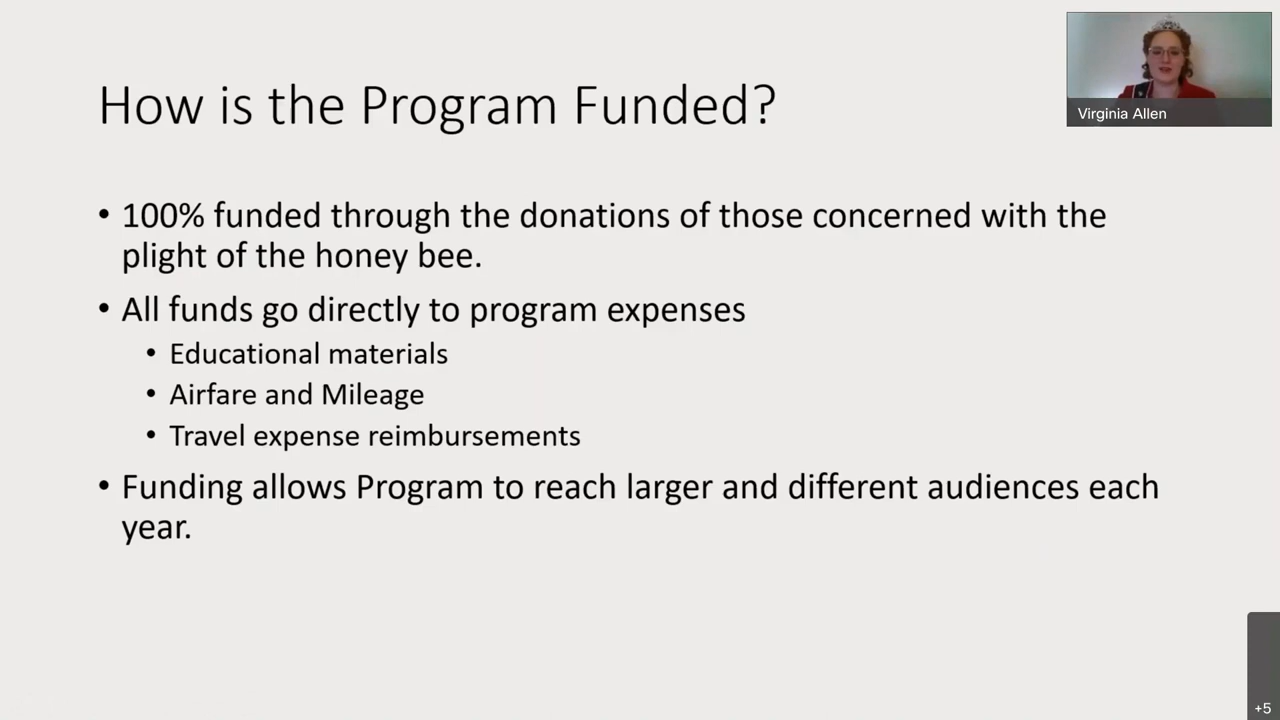 How is the Program Funded?
Virginia Allen
• 100% funded through the donations of those concerned with the
plight of the honey bee.
• All funds go directly to program expenses
• Educational materials
• Airfare and Mileage
• Travel expense reimbursements
• Funding allows Program to reach larger and different audiences each
year.
+5